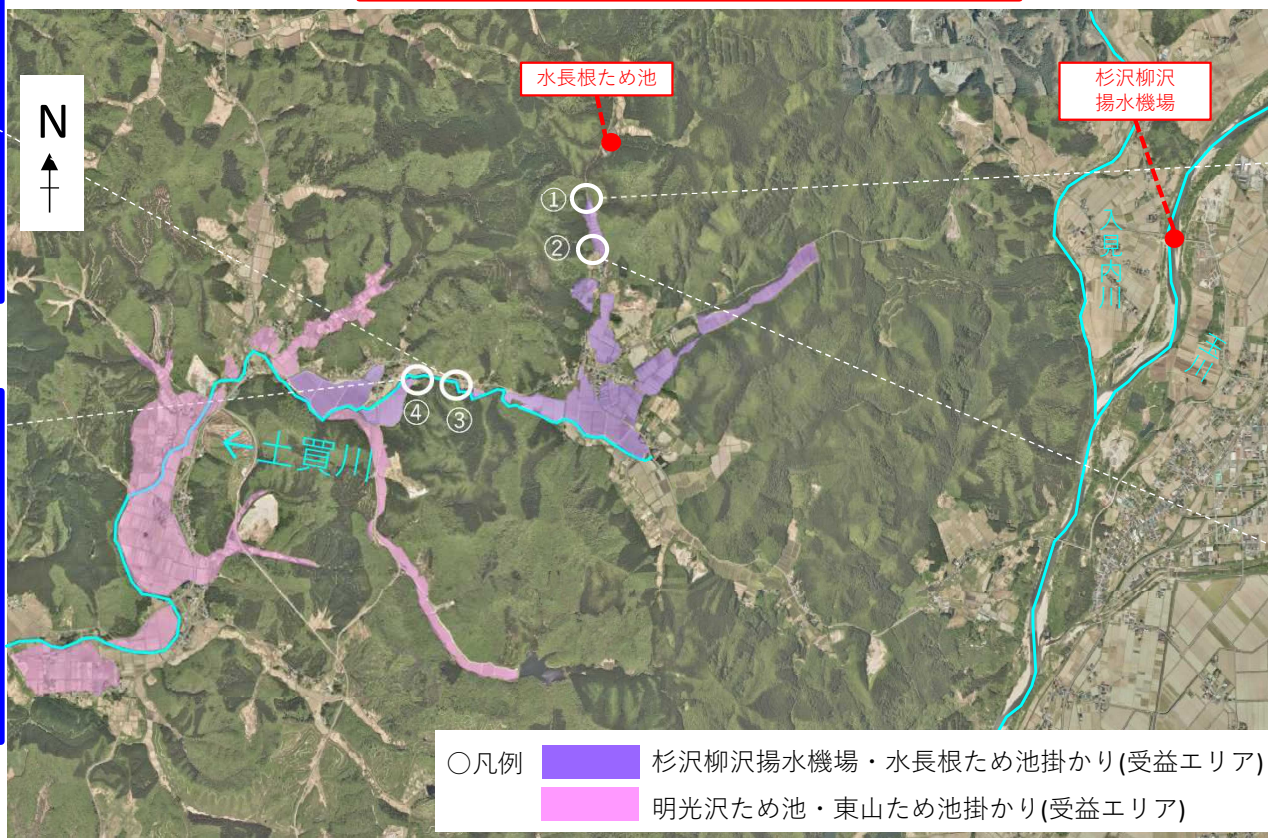 水長根ため池
杉沢柳沢
揚水機場
N
①
②
入見内川
玉川
④
③
←土買川
○凡例
杉沢柳沢揚水機場・水長根ため池掛かり(受益エリア)
明光沢ため池・東山ため池掛かり(受益エリア)